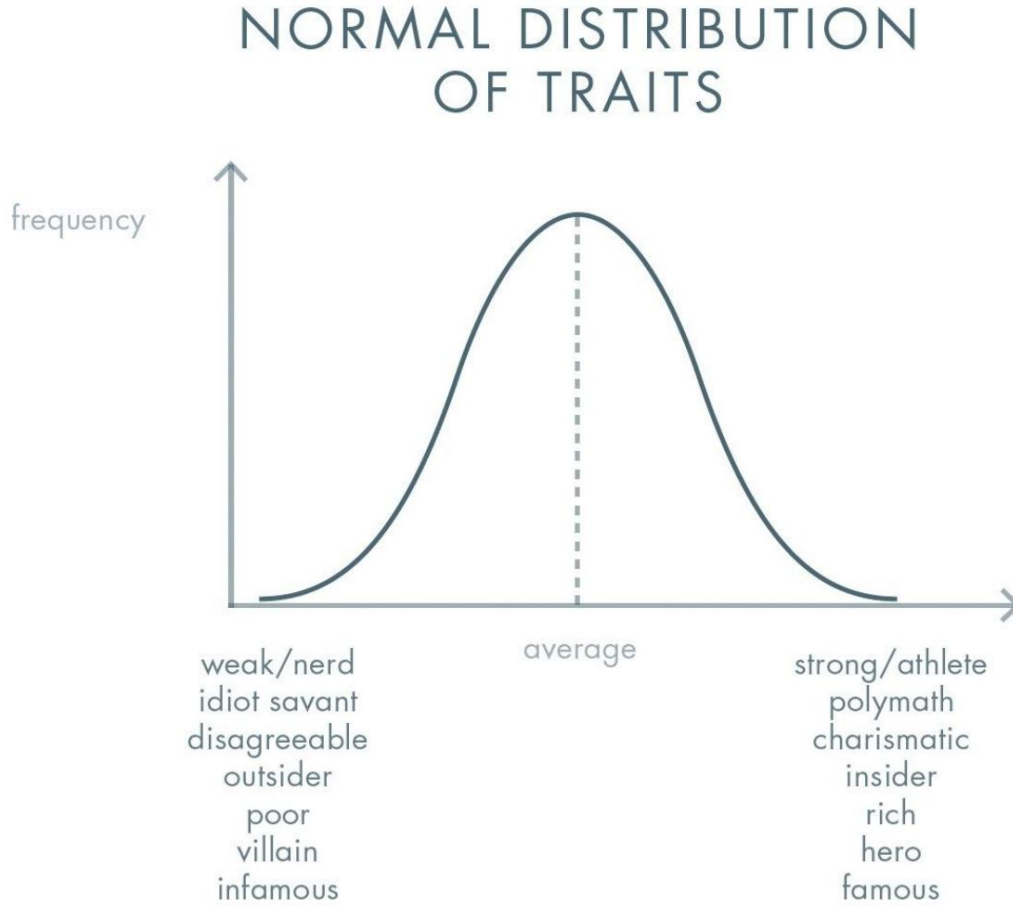 NORMAL DISTRIBUTION
OF TRAITS
frequency
average
weak/nerd
idiot savant
disagreeable
outsider
poor
villain
infamous
strong/athlete
polymath
charismatic
insider
rich
hero
famous